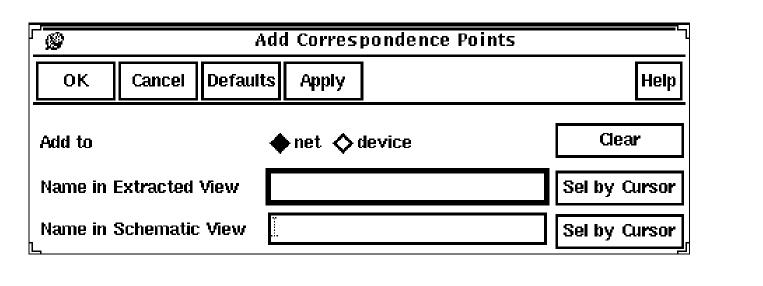 Add Correspondence Points
OK Cancel Defaults Apply Help
Add to net device Clear
Name in Extracted View Sel by Cursor
Name in Schematic View Sel by Cursor